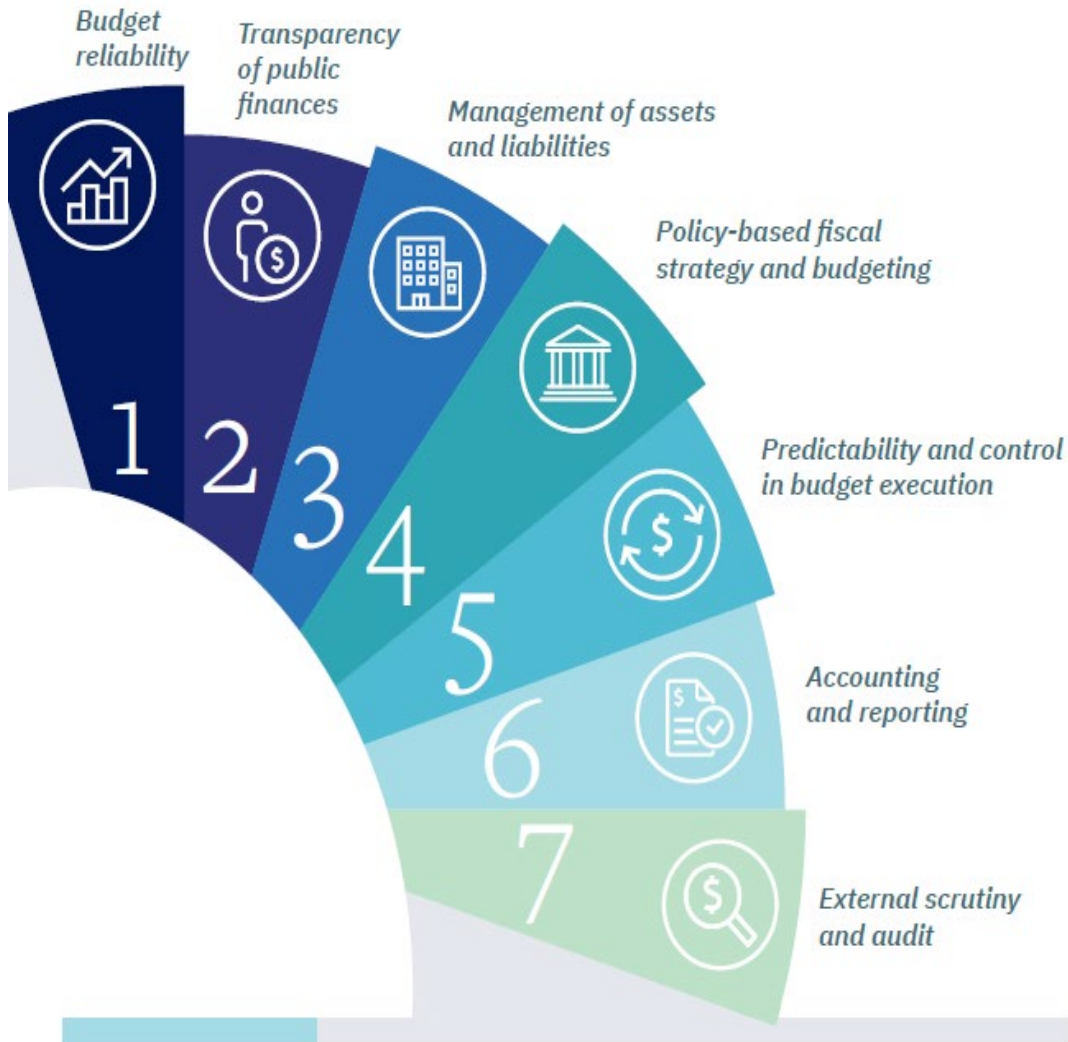 Budget
reliability
Transparency
of public
finances
Management of assets
and liabilities
Policy-based fiscal
strategy and budgeting
Predictability and control
in budget execution
Accounting
and reporting
External scrutiny
and audit
1
2
3
4
5
6
7
$
$
$
$